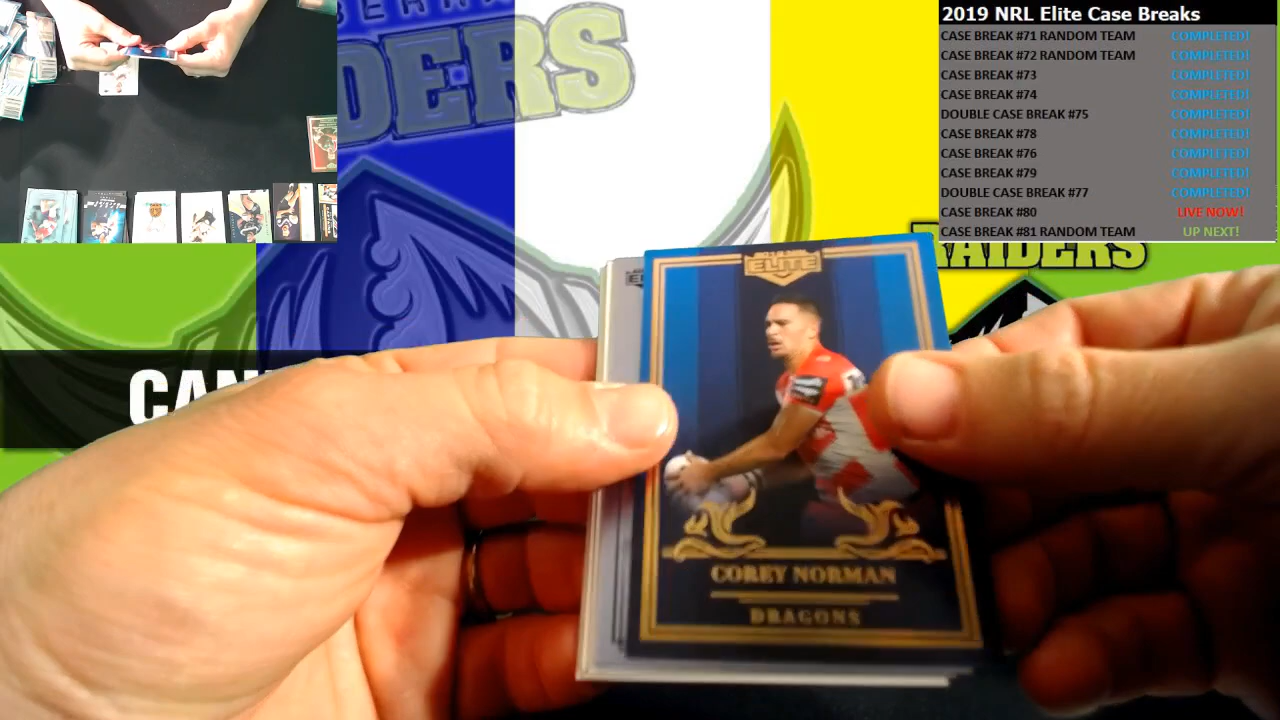 2019 NRL Elite Case Breaks
CASE BREAK #71 RANDOM TEAM COMPLETED!
CASE BREAK #72 RANDOM TEAM COMPLETED!
CASE BREAK #73 COMPLETED!
CASE BREAK #74 COMPLETED!
DOUBLE CASE BREAK #75 COMPLETED!
CASE BREAK #78 COMPLETED!
CASE BREAK #76 COMPLETED!
CASE BREAK #79 COMPLETED!
DOUBLE CASE BREAK #77 COMPLETED!
CASE BREAK #80 LIVE NOW!
CASE BREAK #81 RANDOM TEAM UP NEXT!
DERS
RAIDERS
CAN
ELITE
COREY NORMAN
DRAGONS